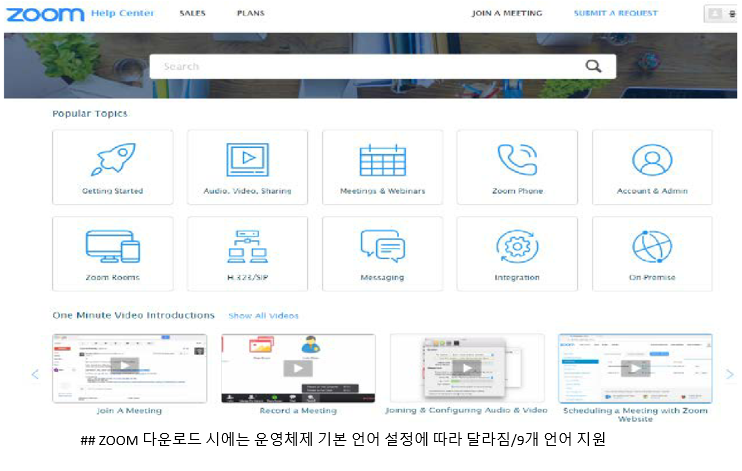 zoom Help Center SALES PLANS JOIN A MEETING SUBMIT A REQUEST
Search
Popular Topics
Getting Started Audio, Video, Sharing Meetings & Webinars Zoom Phone Account & Admin
Zoom Rooms H.323/SIP Messaging Integration On-Premise
One Minute Video Introductions Show All Videos
Join A Meeting Record a Meeting Joining & Configuring Audio & Video Scheduling a Meeting with Zoom
Website
## ZOOM 다운로드 시에는 운영체제 기본 언어 설정에 따라 달라짐/9개 언어 지원